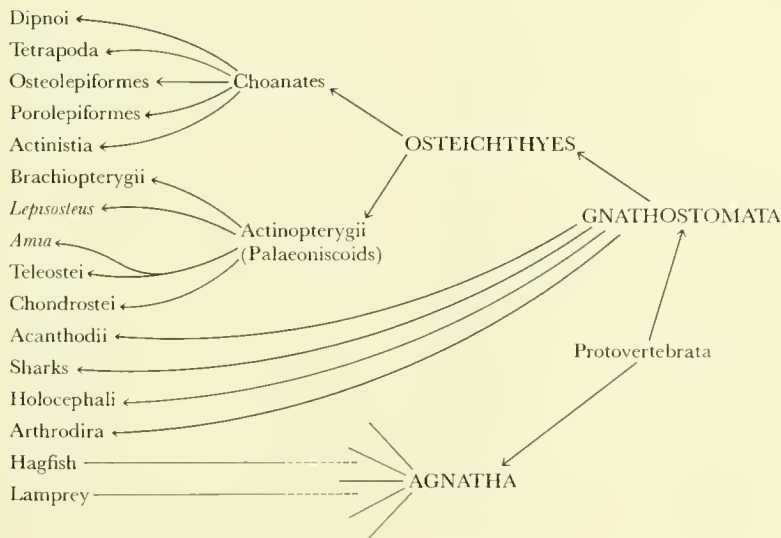 Dipnoi
Tetrapoda
Osteolepiformes
Choanates
Porolepiformes
Actinistia
OSTEICHTHYES
Brachiopterygii
Lepisosteus
GNATHOSTOMATA
Actinopterygii
(Palaeoniscoids)
Amia
Teleostei
Chondrostei
Acanthodii
Protovertebrata
Sharks
Holocephali
Arthrodira
Hagfish
AGNATHA
Lamprey